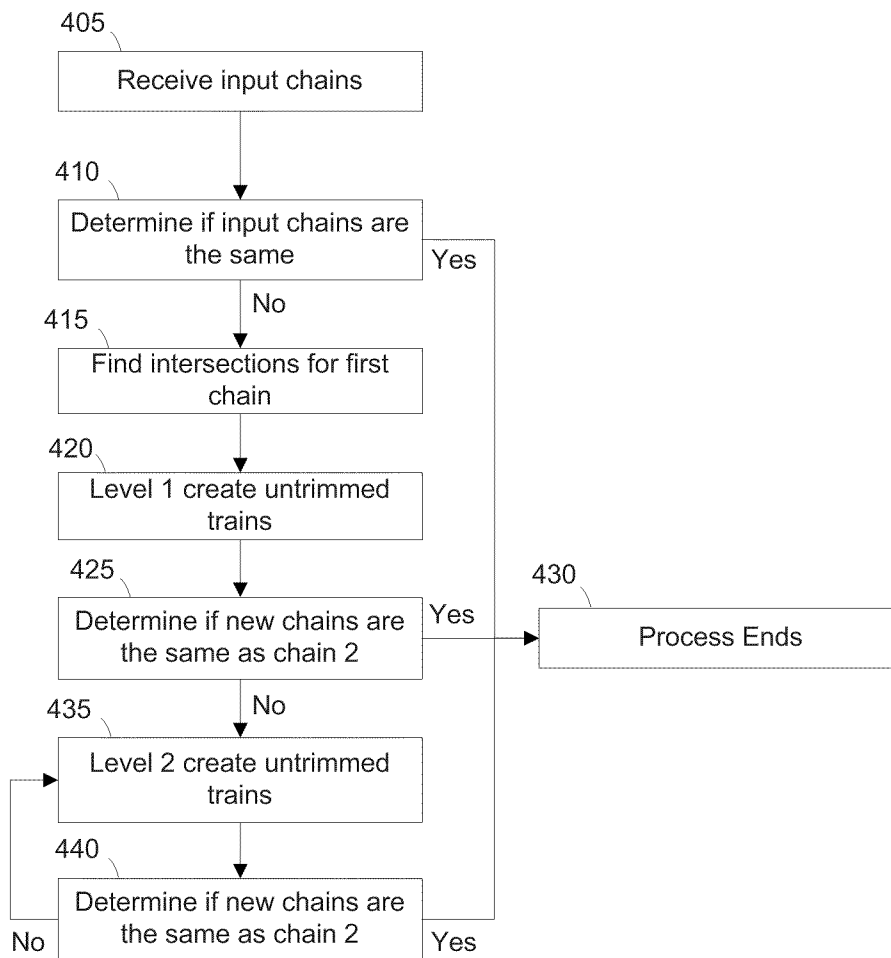 405
Receive input chains
410
Determine if input chains are
the same
Yes
No
415
Find intersections for first
chain
420
Level 1 create untrimmed
trains
425
Determine if new chains are
the same as chain 2
Yes
430
Process Ends
No
435
Level 2 create untrimmed
trains
440
Determine if new chains are
the same as chain 2
No
Yes